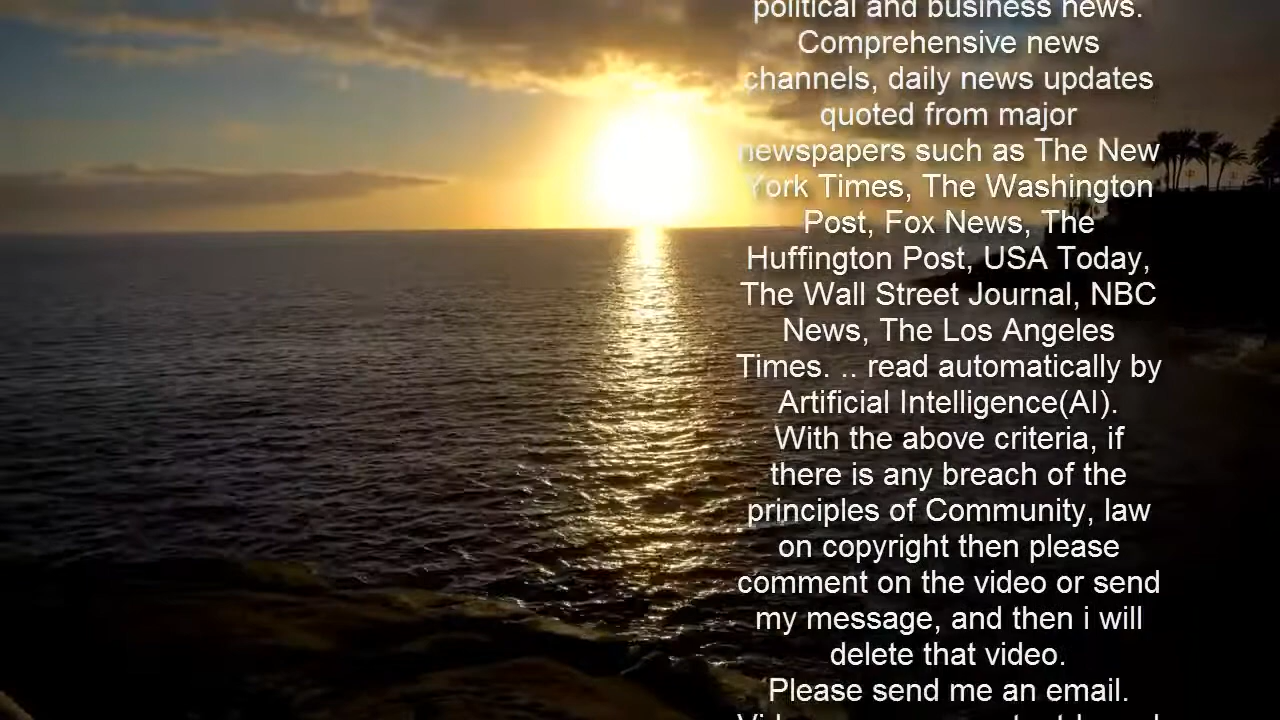 political and business news.
Comprehensive news
channels, daily news updates
quoted from major
newspapers such as The New
York Times, The Washington
Post, Fox News, The
Huffington Post, USA Today,
The Wall Street Journal, NBC
News, The Los Angeles
Times. .. read automatically by
Artificial Intelligence(AI).
With the above criteria, if
there is any breach of the
principles of Community, law
on copyright then please
comment on the video or send
my message, and then i will
delete that video.
Please send me an email.